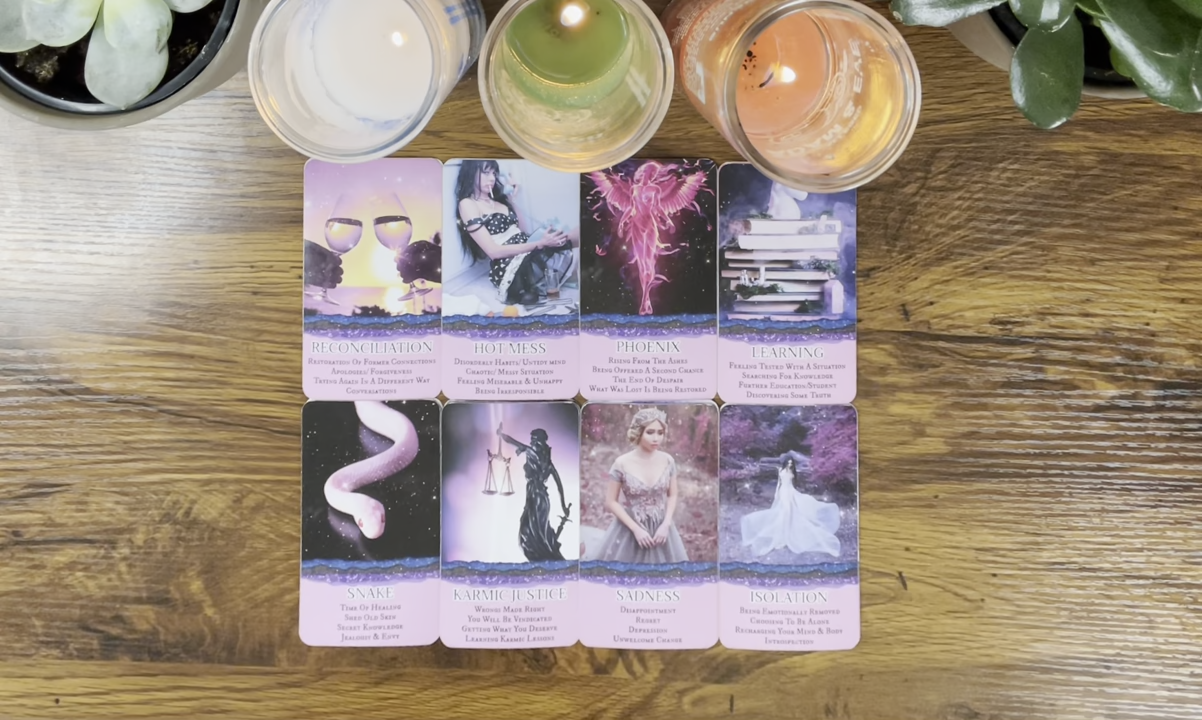 RECONCILIATION
RESTORATION OF FORMER CONNECTIONS
APOLOGIES/ FORGIVENESS
TRYING AGAIN IN A DIFFERENT WAY
CONVERSATIONS
HOT MESS
DISORDERLY HABITS/ UNTIDY MIND
CHAOTIC/ MESSY SITUATION
FEELING MISERABLE & UNHAPPY
BEING IRRESPONSIBLE
PHOENIX
RISING FROM THE ASHES
BEING OFFERED A SECOND CHANCE
THE END OF DESPAIR
WHAT WAS LOST IS BEING RESTORED
LEARNING
FEELING TESTED WITH A SITUATION
SEARCHING FOR KNOWLEDGE
FURTHER EDUCATION/STUDENT
DISCOVERING SOME TRUTH
SNAKE
TIME OF HEALING
SHED OLD SKIN
SECRET KNOWLEDGE
JEALOUSY & ENVY
KARMIC JUSTICE
WRONGS MADE RIGHT
YOU WILL BE VINDICATED
GETTING WHAT YOU DESERVE
LEARNING KARMIC LESSONS
SADNESS
DISAPPOINTMENT
REGRET
DEPRESSION
UNWELCOME CHANGE
ISOLATION
BEING EMOTIONALLY REMOVED
CHOOSING TO BE ALONE
RECHARGING YOUR MIND & BODY
INTROSPECTION